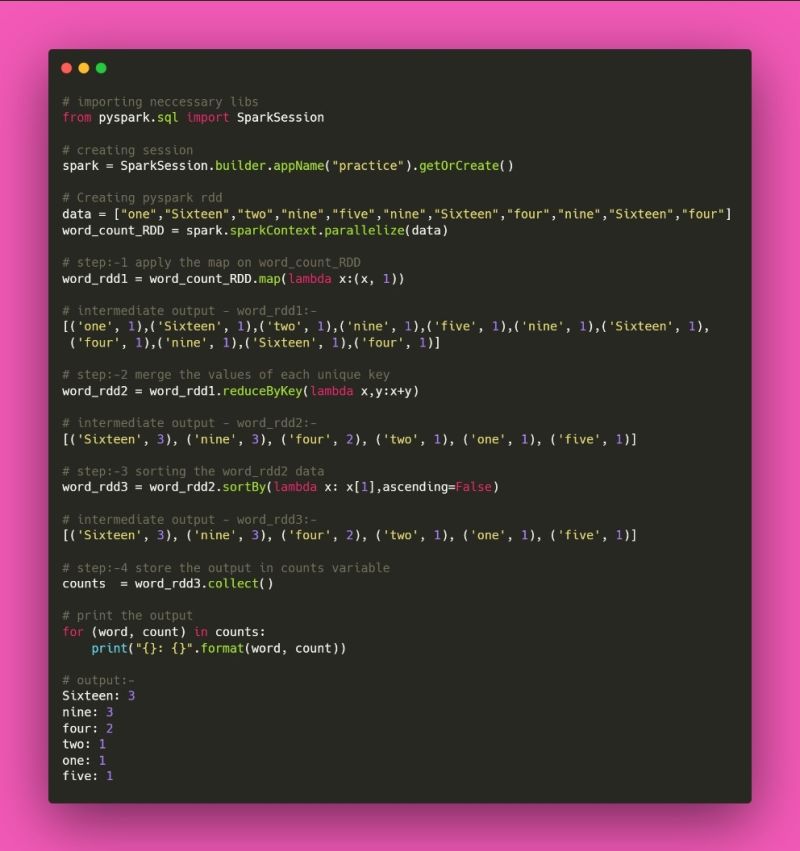 # importing neccessary libs
from pyspark.sql import SparkSession
# creating session
spark = SparkSession.builder.appName("practice").getOrCreate()
# Creating pyspark rdd
data = ["one","Sixteen","two","nine","five","nine","Sixteen","four","nine","Sixteen","four"]
word_count_RDD = spark.sparkContext.parallelize(data)
# step:-1 apply the map on word_count_RDD
word_rdd1 = word_count_RDD.map(lambda x:(x, 1))
# intermediate output - word_rdd1:-
[('one', 1),('Sixteen', 1),('two', 1),('nine', 1),('five', 1),('nine', 1),('Sixteen', 1),
 ('four', 1),('nine', 1),('Sixteen', 1),('four', 1)]
# step:-2 merge the values of each unique key
word_rdd2 = word_rdd1.reduceByKey(lambda x,y:x+y)
# intermediate output - word_rdd2:-
[('Sixteen', 3), ('nine', 3), ('four', 2), ('two', 1), ('one', 1), ('five', 1)]
# step:-3 sorting the word_rdd2 data
word_rdd3 = word_rdd2.sortBy(lambda x: x[1],ascending=False)
# intermediate output - word_rdd3:-
[('Sixteen', 3), ('nine', 3), ('four', 2), ('two', 1), ('one', 1), ('five', 1)]
# step:-4 store the output in counts variable
counts  = word_rdd3.collect()
# print the output
for (word, count) in counts:
    print("{}: {}".format(word, count))
# output:-
Sixteen: 3
nine: 3
four: 2
two: 1
one: 1
five: 1